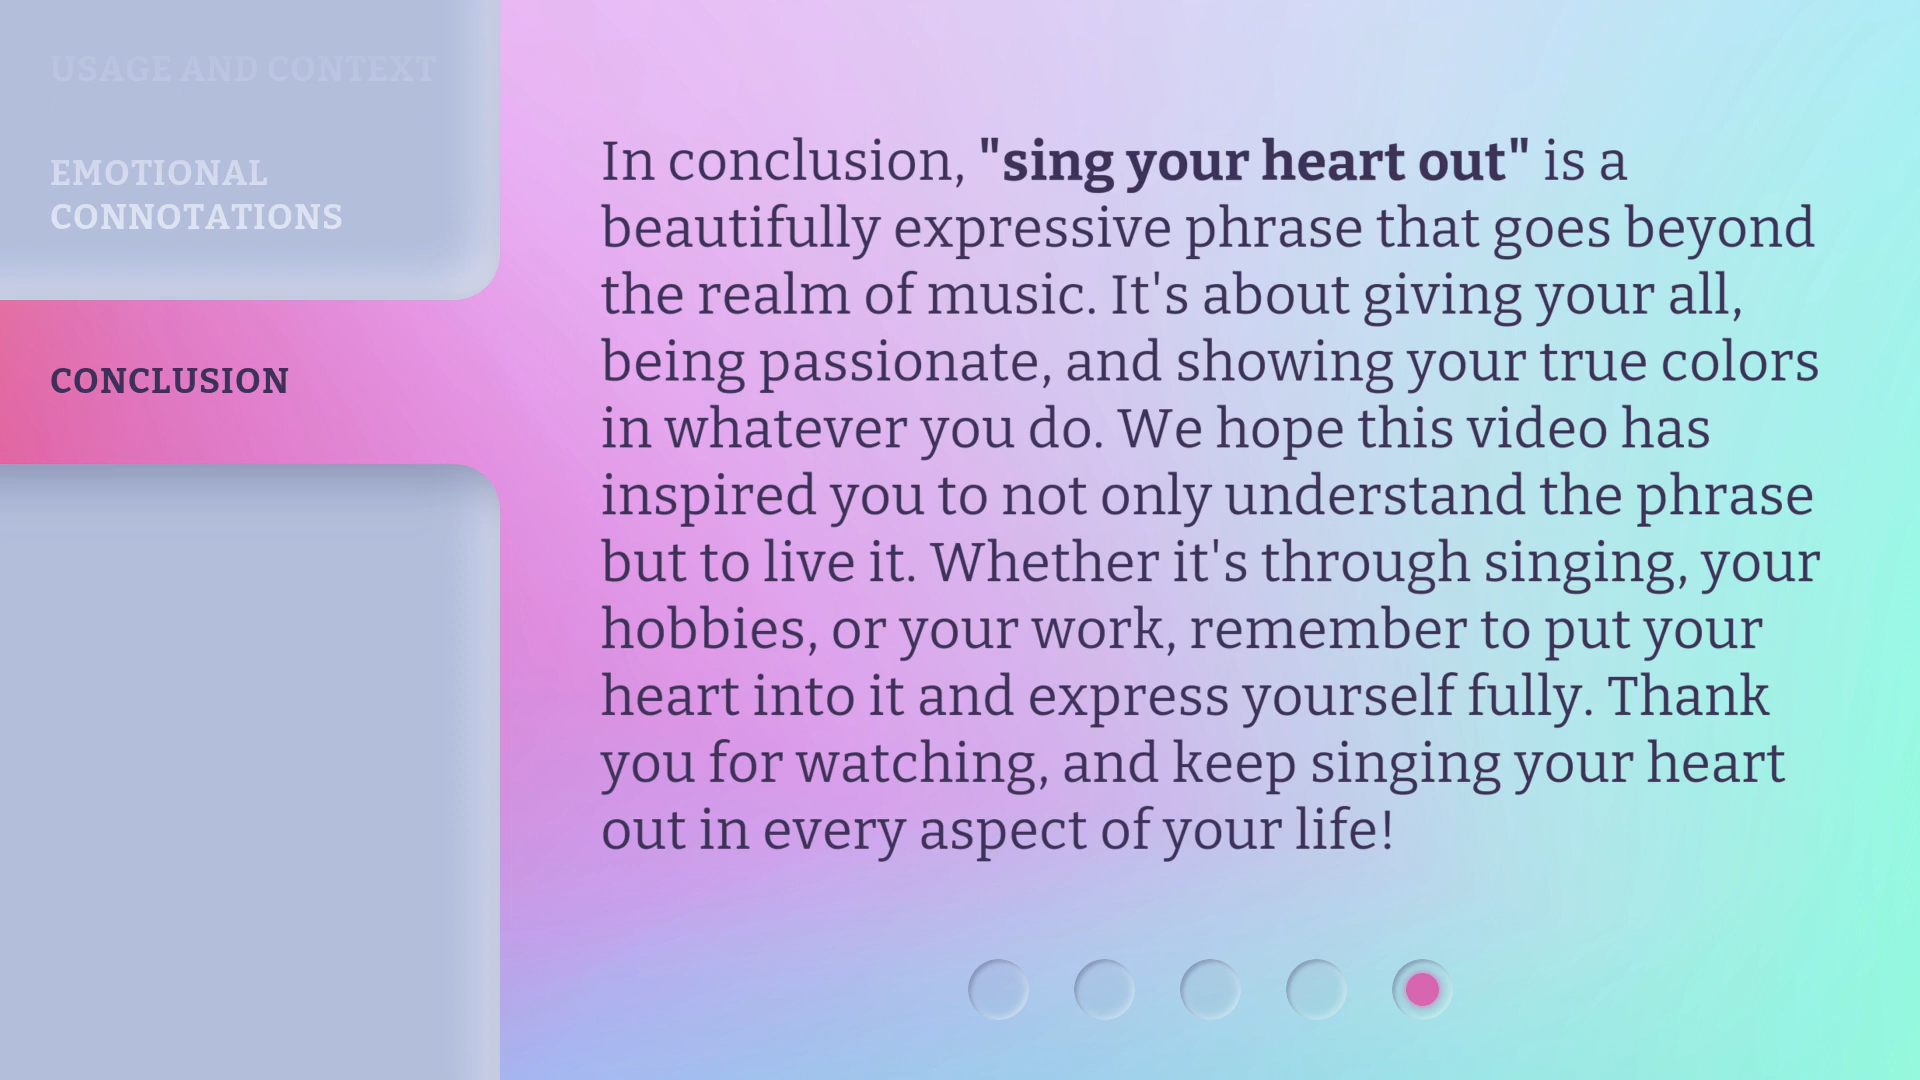 USAGE AND CONTEXT
EMOTIONAL
CONNOTATIONS
CONCLUSION
In conclusion, "sing your heart out" is a
beautifully expressive phrase that goes beyond
the realm of music. It's about giving your all,
being passionate, and showing your true colors
in whatever you do. We hope this video has
inspired you to not only understand the phrase
but to live it. Whether it's through singing, your
hobbies, or your work, remember to put your
heart into it and express yourself fully. Thank
you for watching, and keep singing your heart
out in every aspect of your life!